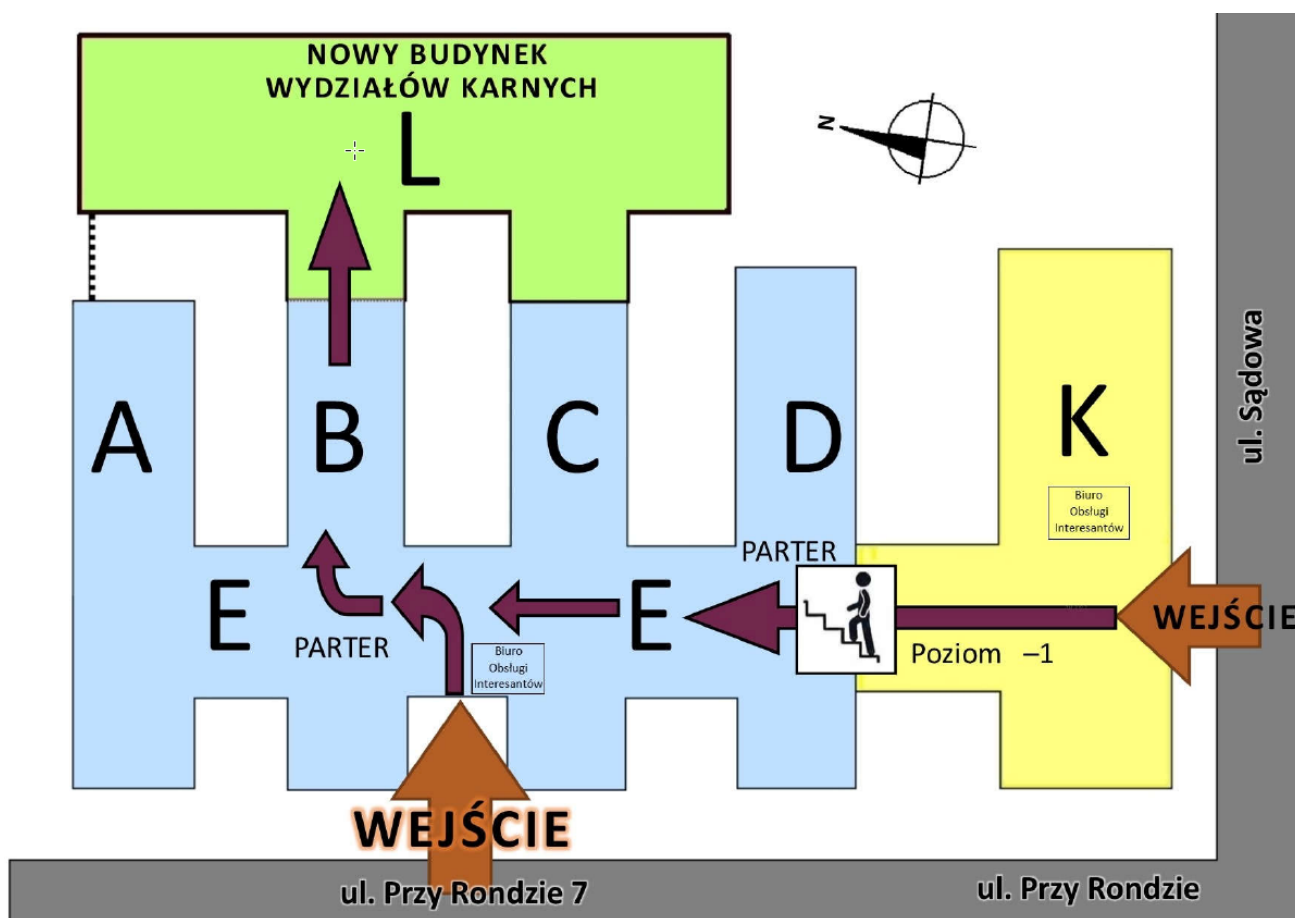 NOWY BUDYNEK
WYDZIAŁÓW KARNYCH
L
N
A
B
C
D
K
ul. Sądowa
Biuro
Obsługi
Interesantów
PARTER
E
E
WEJŚCIE
PARTER
Biuro
Obsługi
Interesantów
Poziom –1
WEJŚCIE
ul. Przy Rondzie 7
ul. Przy Rondzie